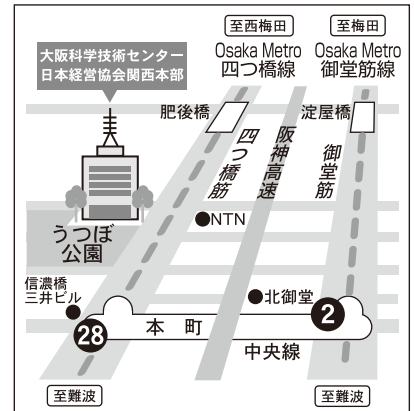 至西梅田
至梅田
Osaka Metro
四つ橋線
Osaka Metro
御堂筋線
大阪科学技術センター
日本経営協会関西本部
肥後橋
淀屋橋
四つ橋筋
阪神高速
御堂筋
NTN
うつぼ
公園
信濃橋
三井ビル
北御堂
2
28
本町
中央線
至難波
至難波